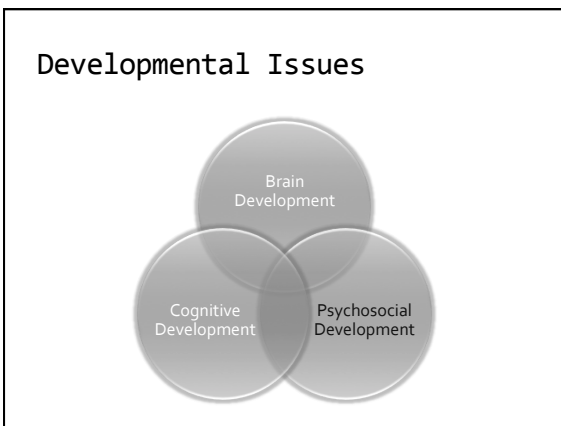 Developmental Issues
Brain
Development
Cognitive
Development
Psychosocial
Development